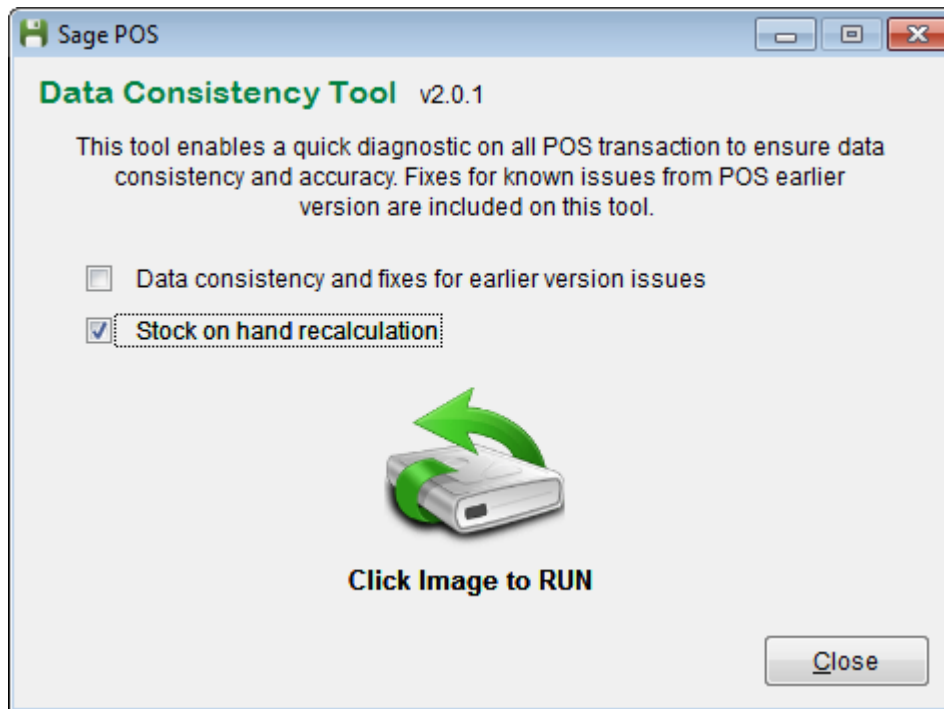 Sage POS
Data Consistency Tool v2.0.1
This tool enables a quick diagnostic on all POS transaction to ensure data
consistency and accuracy. Fixes for known issues from POS earlier
version are included on this tool.
Data consistency and fixes for earlier version issues
Stock on hand recalculation
Click Image to RUN
Close